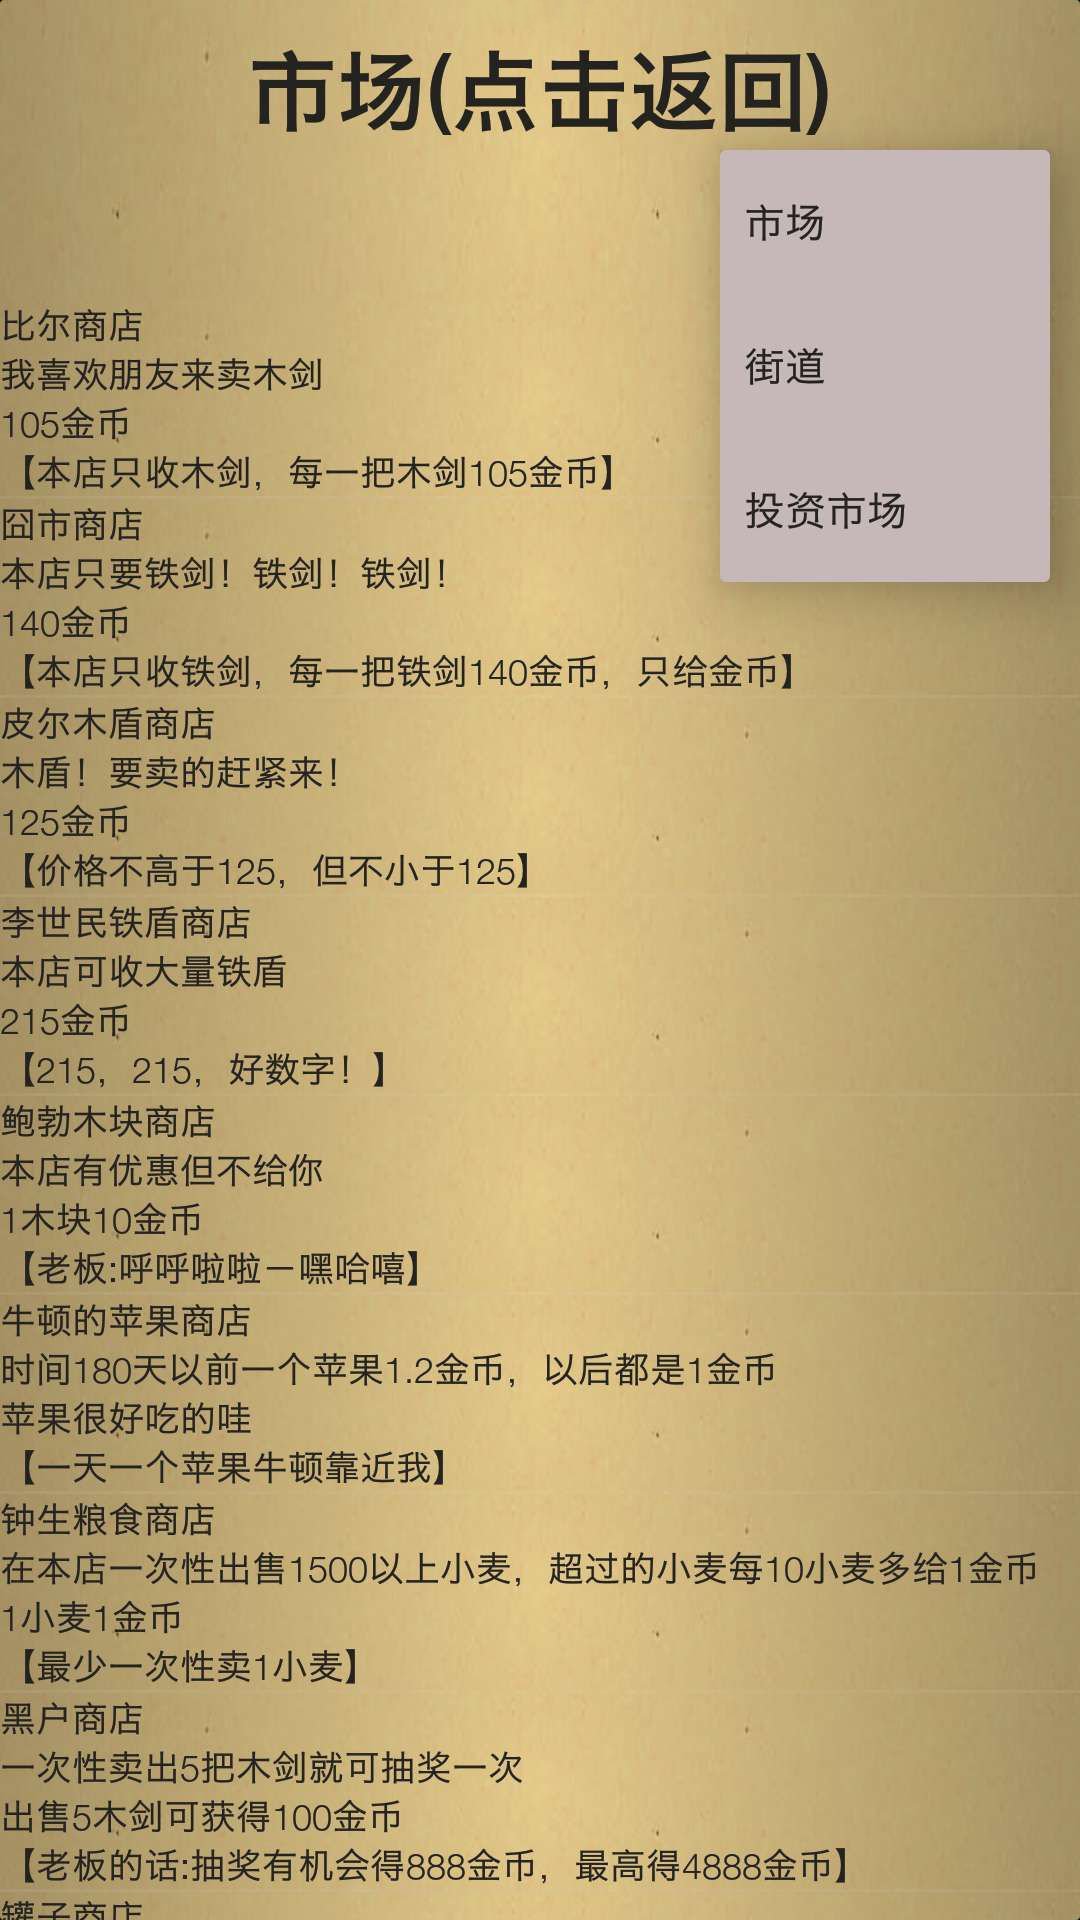 市场(点击返回)
市场
街道
投资市场
比尔商店
我喜欢朋友来卖木剑
105金币
【本店只收木剑，每一把木剑105金币】
囧市商店
本店只要铁剑！铁剑！铁剑！
140金币
【本店只收铁剑，每一把铁剑140金币，只给金币】
皮尔木盾商店
木盾！要卖的赶紧来！
125金币
【价格不高于125，但不小于125】
李世民铁盾商店
本店可收大量铁盾
215金币
【215，215，好数字！】
鲍勃木块商店
本店有优惠但不给你
1木块10金币
【老板:呼呼啦啦－嘿哈嘻】
牛顿的苹果商店
时间180天以前一个苹果1.2金币，以后都是1金币
苹果很好吃的哇
【一天一个苹果牛顿靠近我】
钟生粮食商店
在本店一次性出售1500以上小麦，超过的小麦每10小麦多给1金币
1小麦1金币
【最少一次性卖1小麦】
黑户商店
一次性卖出5把木剑就可抽奖一次
出售5木剑可获得100金币
【老板的话:抽奖有机会得888金币，最高得4888金币】
罐子商店